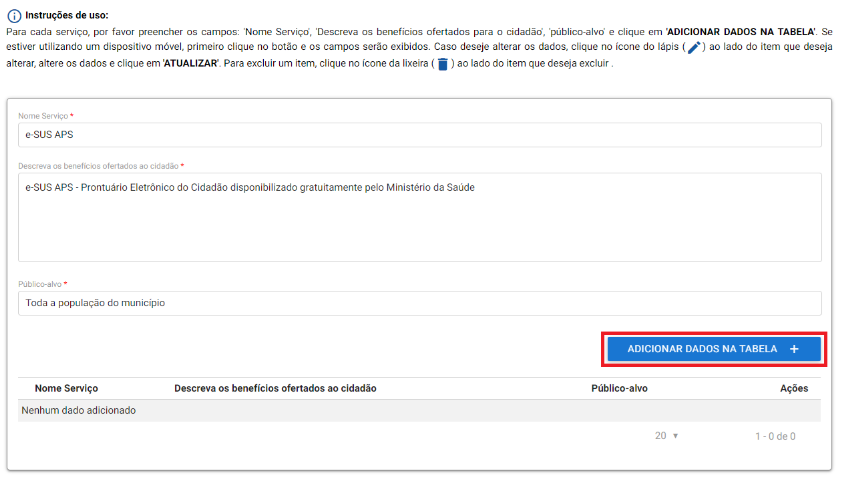 Instruções de uso:
Para cada serviço, por favor preencher os campos: 'Nome Serviço', 'Descreva os benefícios ofertados para o cidadão', 'público-alvo' e clique em 'ADICIONAR DADOS NA TABELA'. Se
estiver utilizando um dispositivo móvel, primeiro clique no botão e os campos serão exibidos. Caso deseje alterar os dados, clique no ícone do lápis ( ) ao lado do item que deseja
alterar, altere os dados e clique em 'ATUALIZAR'. Para excluir um item, clique no ícone da lixeira ( ) ao lado do item que deseja excluir .
Nome Serviço *
e-SUS APS
Descreva os benefícios ofertados ao cidadão *
e-SUS APS - Prontuário Eletrônico do Cidadão disponibilizado gratuitamente pelo Ministério da Saúde
Público-alvo *
Toda a população do município
ADICIONAR DADOS NA TABELA +
Nome Serviço Descreva os benefícios ofertados ao cidadão Público-alvo Ações
Nenhum dado adicionado
20 ▼ 1 - 0 de 0